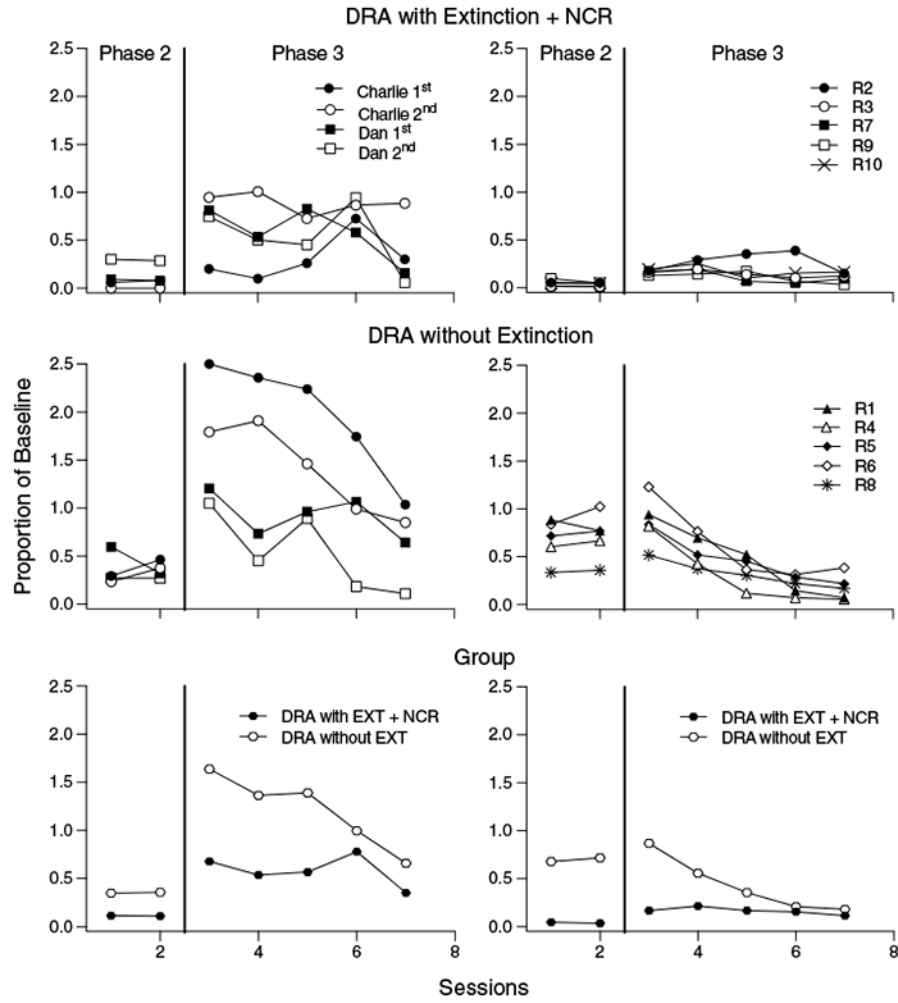 DRA with Extinction + NCR
Phase 2 Phase 3
Phase 2 Phase 3
2.5
2.0
1.5
1.0
0.5
0.0
Charlie 1st
Charlie 2nd
Dan 1st
Dan 2nd
2.5
2.0
1.5
1.0
0.5
0.0
R2
R3
R7
R9
R10
DRA without Extinction
Proportion of Baseline
2.5
2.0
1.5
1.0
0.5
0.0
2.5
2.0
1.5
1.0
0.5
0.0
R1
R4
R5
R6
R8
Group
2.5
2.0
1.5
1.0
0.5
0.0
DRA with EXT + NCR
DRA without EXT
2 4 6 8
2.5
2.0
1.5
1.0
0.5
0.0
DRA with EXT + NCR
DRA without EXT
2 4 6 8
Sessions